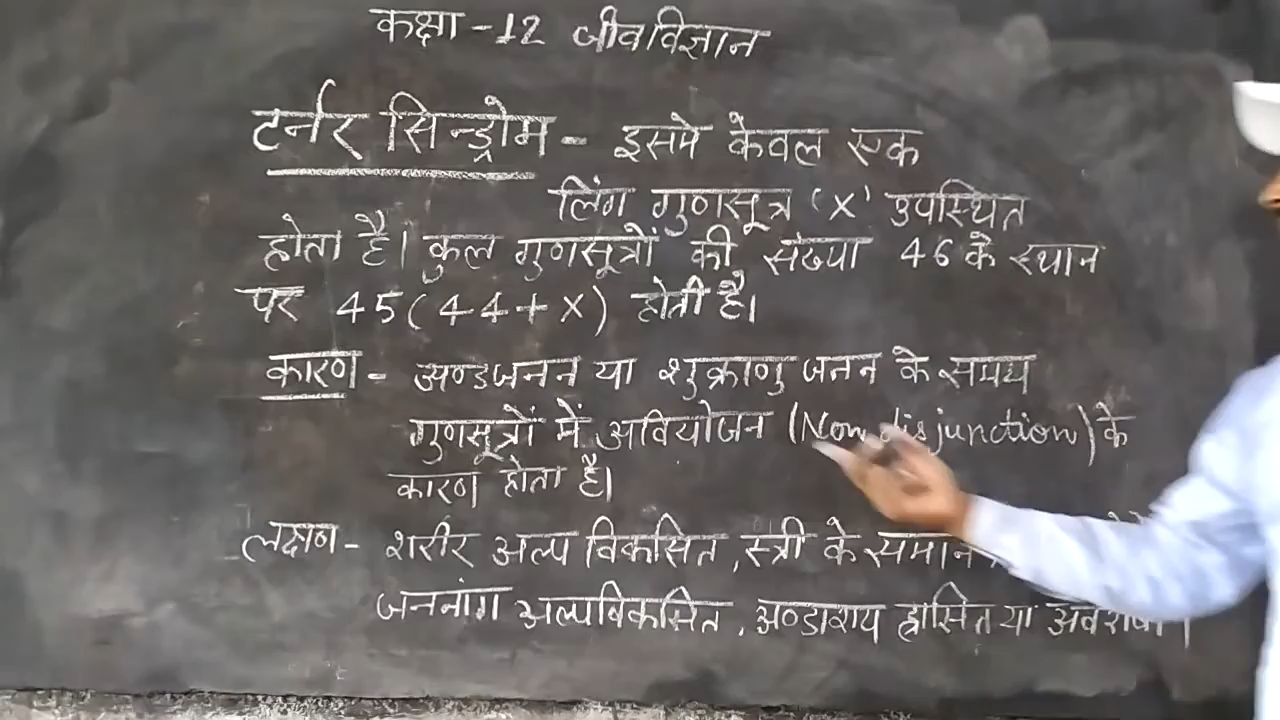 कक्षा - 12 जीवविज्ञान
टर्नर सिन्ड्रोम - इसमे केवल एक
लिंग गुणसूत्र 'X' उपस्थित
होता है। कुल गुणसूत्रों की संख्या 46 के स्थान
पर 45 (44+X) होती है।
कारण - अण्डजनन या शुक्राणु जनन के समय
गुणसूत्रों में अवियोजन (Non disjunction) के
कारण होता है।
लक्षण - शरीर अल्प विकसित, स्त्री के समान
जननांग अल्पविकसित, अण्डाशय ह्रासित या